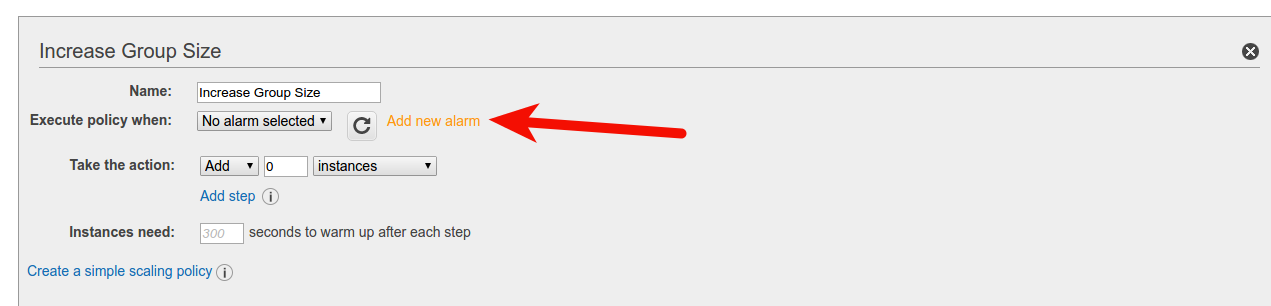 Increase Group Size
Name: Increase Group Size
Execute policy when: No alarm selected Add new alarm
Take the action: Add 0 instances
Add step i
Instances need: 300 seconds to warm up after each step
Create a simple scaling policy i